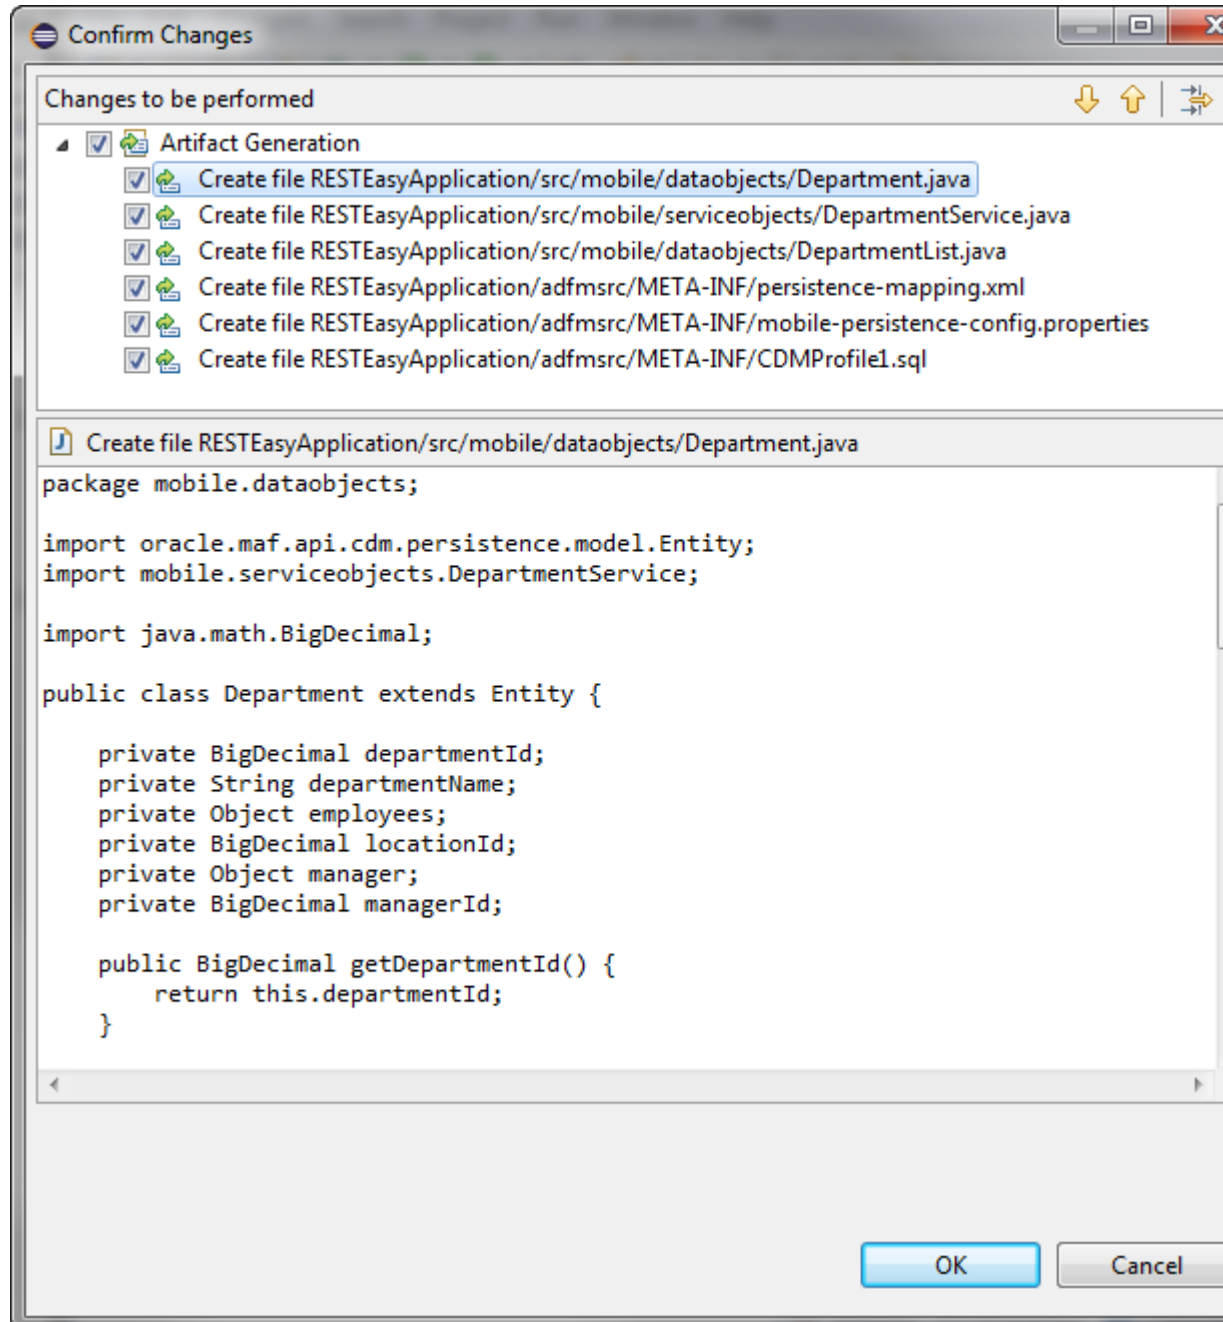 Confirm Changes
Changes to be performed
Artifact Generation
Create file RESTEasyApplication/src/mobile/dataobjects/Department.java
Create file RESTEasyApplication/src/mobile/serviceobjects/DepartmentService.java
Create file RESTEasyApplication/src/mobile/dataobjects/DepartmentList.java
Create file RESTEasyApplication/adfmsrc/META-INF/persistence-mapping.xml
Create file RESTEasyApplication/adfmsrc/META-INF/mobile-persistence-config.properties
Create file RESTEasyApplication/adfmsrc/META-INF/CDMProfile1.sql
Create file RESTEasyApplication/src/mobile/dataobjects/Department.java
package mobile.dataobjects;
import oracle.maf.api.cdm.persistence.model.Entity;
import mobile.serviceobjects.DepartmentService;
import java.math.BigDecimal;
public class Department extends Entity {
private BigDecimal departmentId;
private String departmentName;
private Object employees;
private BigDecimal locationId;
private Object manager;
private BigDecimal managerId;
public BigDecimal getDepartmentId() {
return this.departmentId;
}
OK
Cancel